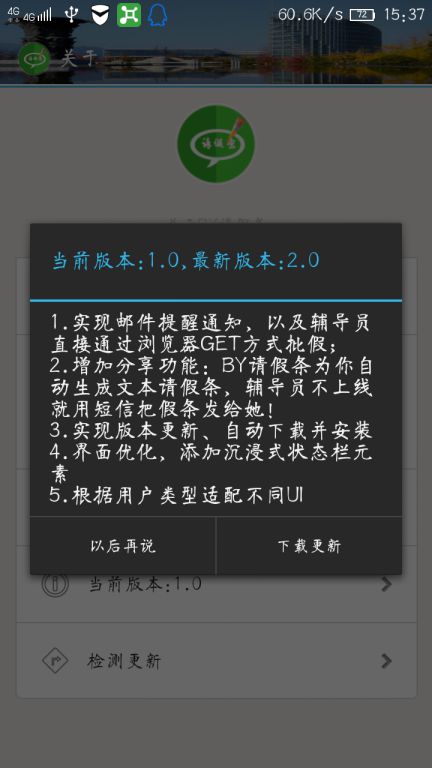 4G 4G 60.6K/s 72 15:37
关于
请假条
当前版本:1.0,最新版本:2.0
1.实现邮件提醒通知，以及辅导员
直接通过浏览器GET方式批假；
2.增加分享功能：BY请假条为你自
动生成文本请假条，辅导员不上线
就用短信把假条发给她！
3.实现版本更新、自动下载并安装
4.界面优化，添加沉浸式状态栏元
素
5.根据用户类型适配不同UI
以后再说 下载更新
当前版本:1.0
检测更新